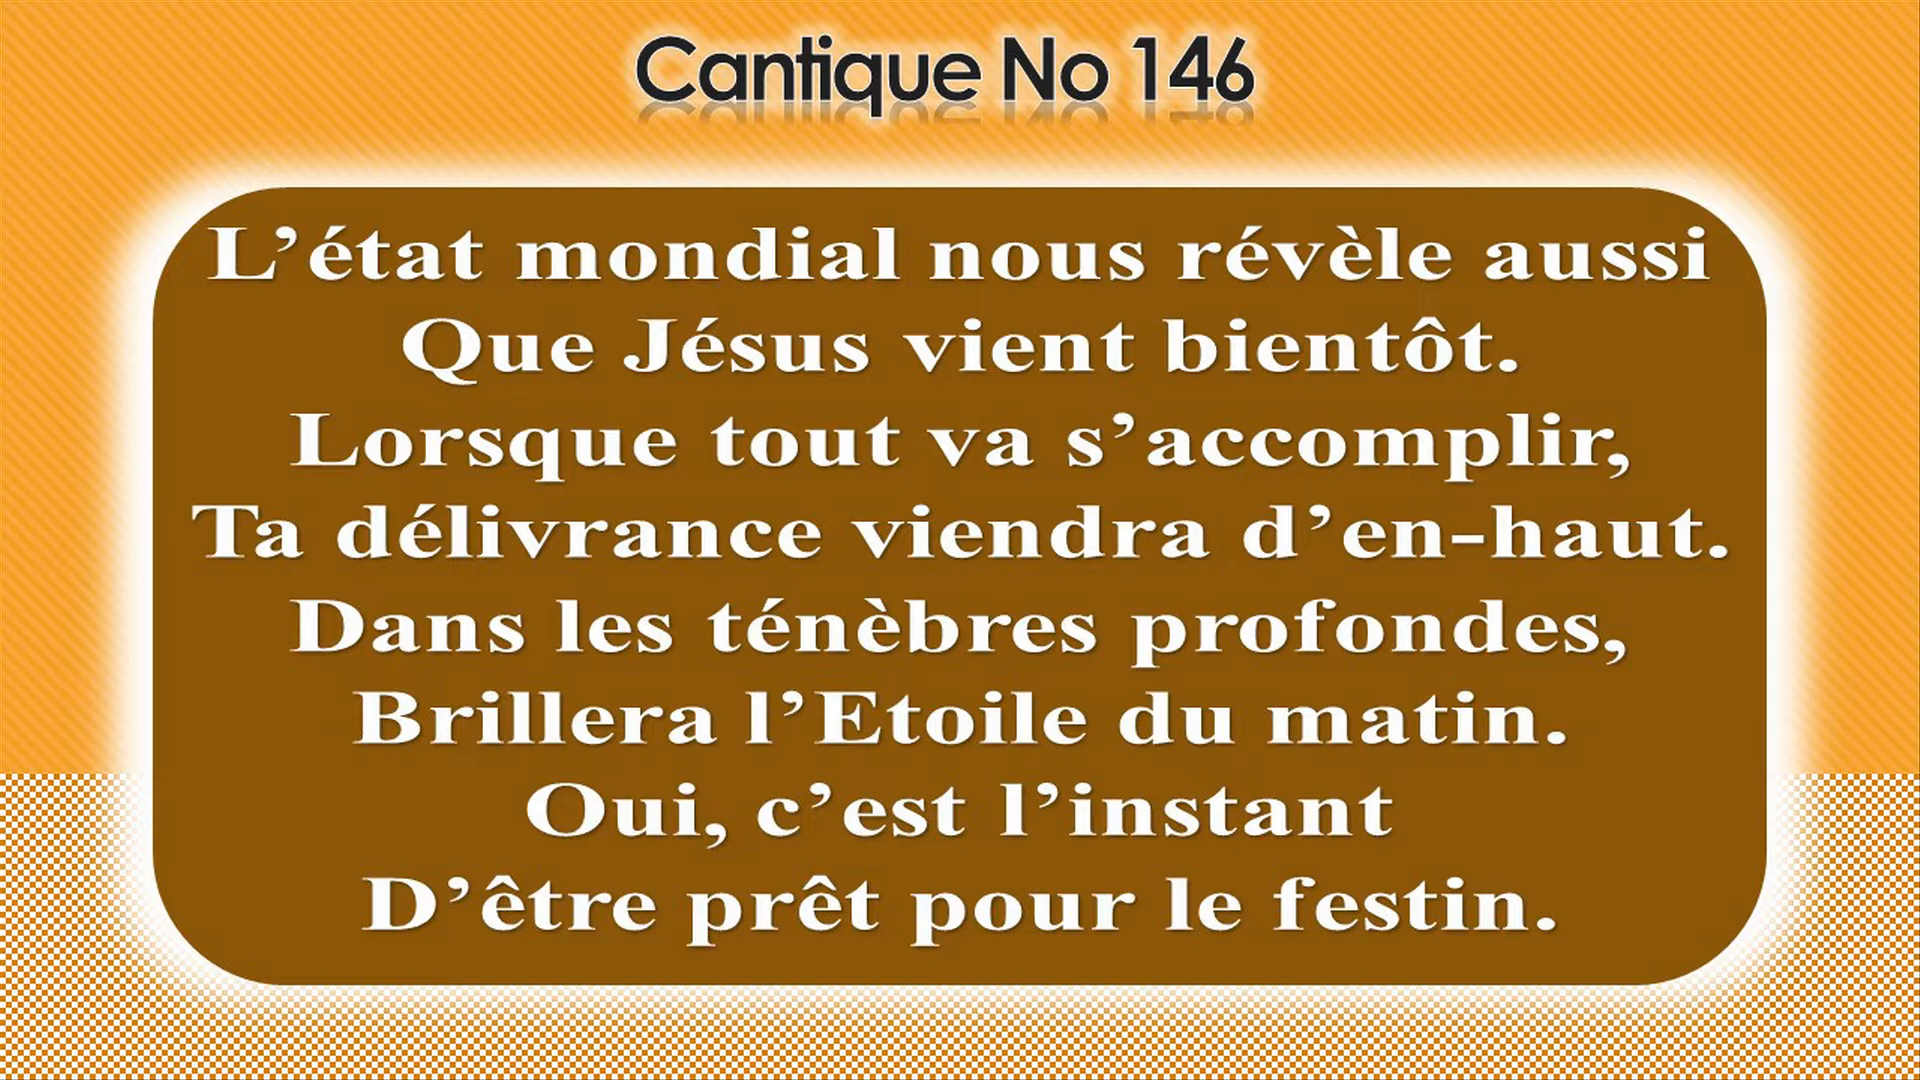 Cantique No 146
L’état mondial nous révèle aussi
Que Jésus vient bientôt.
Lorsque tout va s’accomplir,
Ta délivrance viendra d’en-haut.
Dans les ténèbres profondes,
Brillera l’Etoile du matin.
Oui, c’est l’instant
D’être prêt pour le festin.